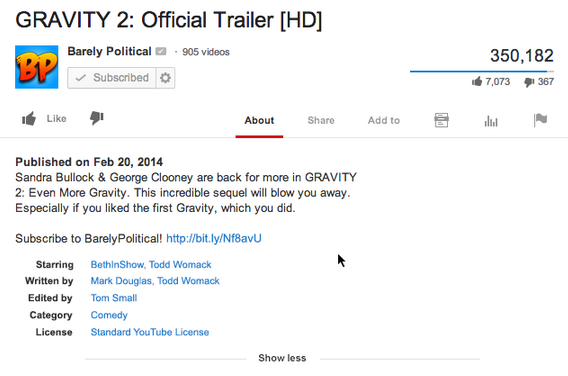 GRAVITY 2: Official Trailer [HD]
BP
Barely Political · 905 videos
Subscribed
350,182
7,073 367
Like
About Share Add to
Published on Feb 20, 2014
Sandra Bullock & George Clooney are back for more in GRAVITY
2: Even More Gravity. This incredible sequel will blow you away.
Especially if you liked the first Gravity, which you did.
Subscribe to BarelyPolitical! http://bit.ly/Nf8avU
Starring BethInShow, Todd Womack
Written by Mark Douglas, Todd Womack
Edited by Tom Small
Category Comedy
License Standard YouTube License
Show less